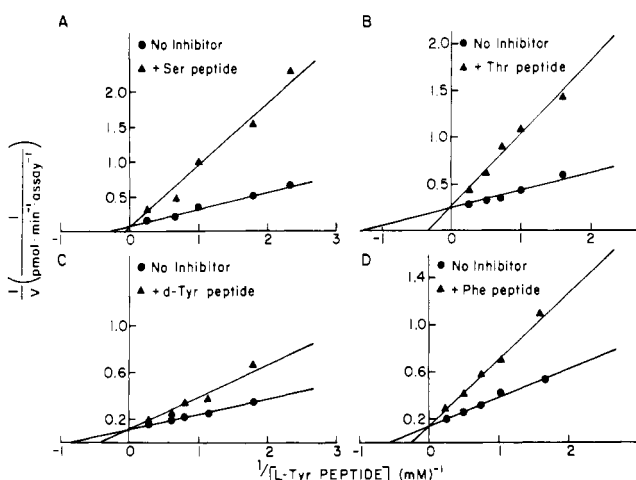 A
● No Inhibitor
▲ + Ser peptide
2.0
1.5
1.0
0.5
-1 0 1 2 3
B
● No Inhibitor
▲ + Thr peptide
2.0
1.5
1.0
0.5
-1 0 1 2
C
● No Inhibitor
▲ + d-Tyr peptide
1.0
0.6
0.2
-1 0 1 2 3
D
● No Inhibitor
▲ + Phe peptide
1.4
1.0
0.6
0.2
-1 0 1 2
1/V (1/pmol·min⁻¹assay⁻¹)
1/[L-Tyr PEPTIDE] (mM)⁻¹